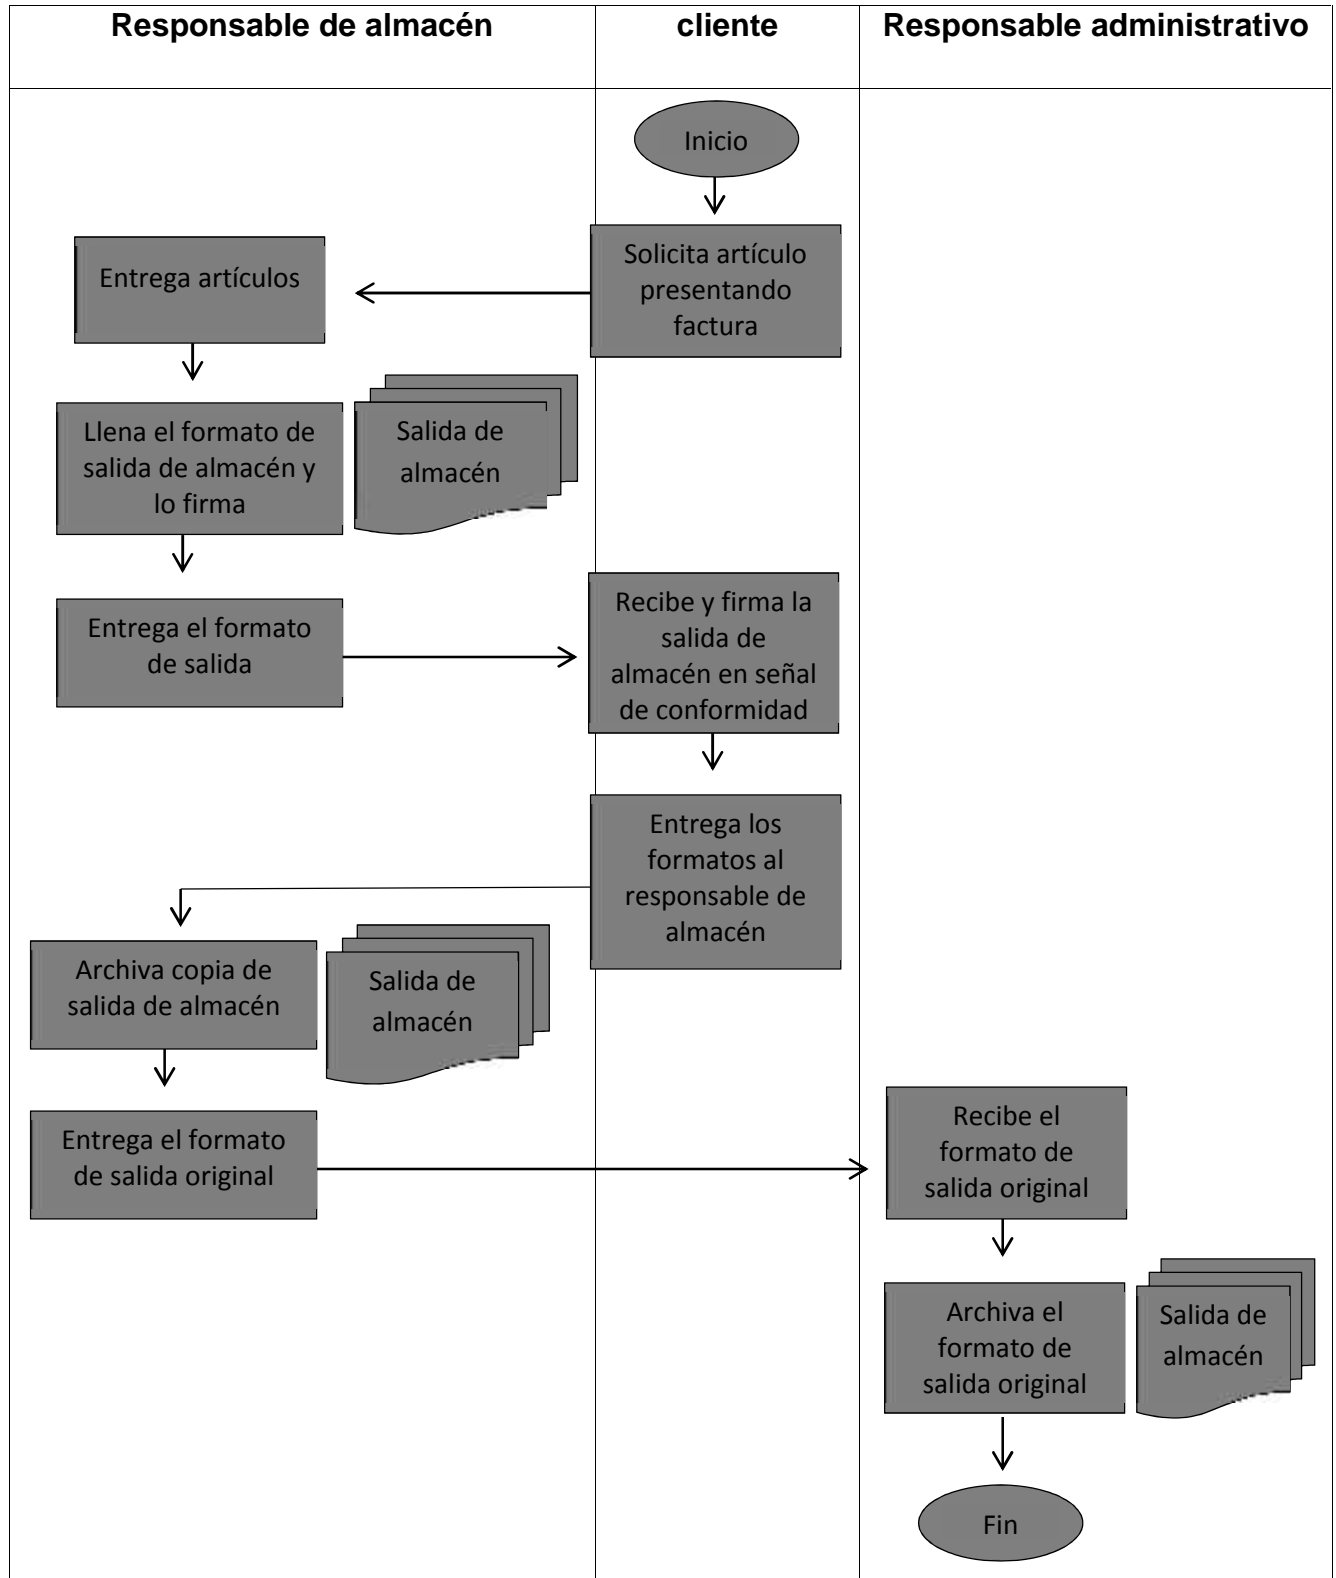 Responsable de almacén
cliente
Responsable administrativo
Inicio
Solicita artículo
presentando
factura
Entrega artículos
Llena el formato de
salida de almacén y
lo firma
Salida de
almacén
Entrega el formato
de salida
Recibe y firma la
salida de
almacén en señal
de conformidad
Entrega los
formatos al
responsable de
almacén
Archiva copia de
salida de almacén
Salida de
almacén
Entrega el formato
de salida original
Recibe el
formato de
salida original
Archiva el
formato de
salida original
Salida de
almacén
Fin